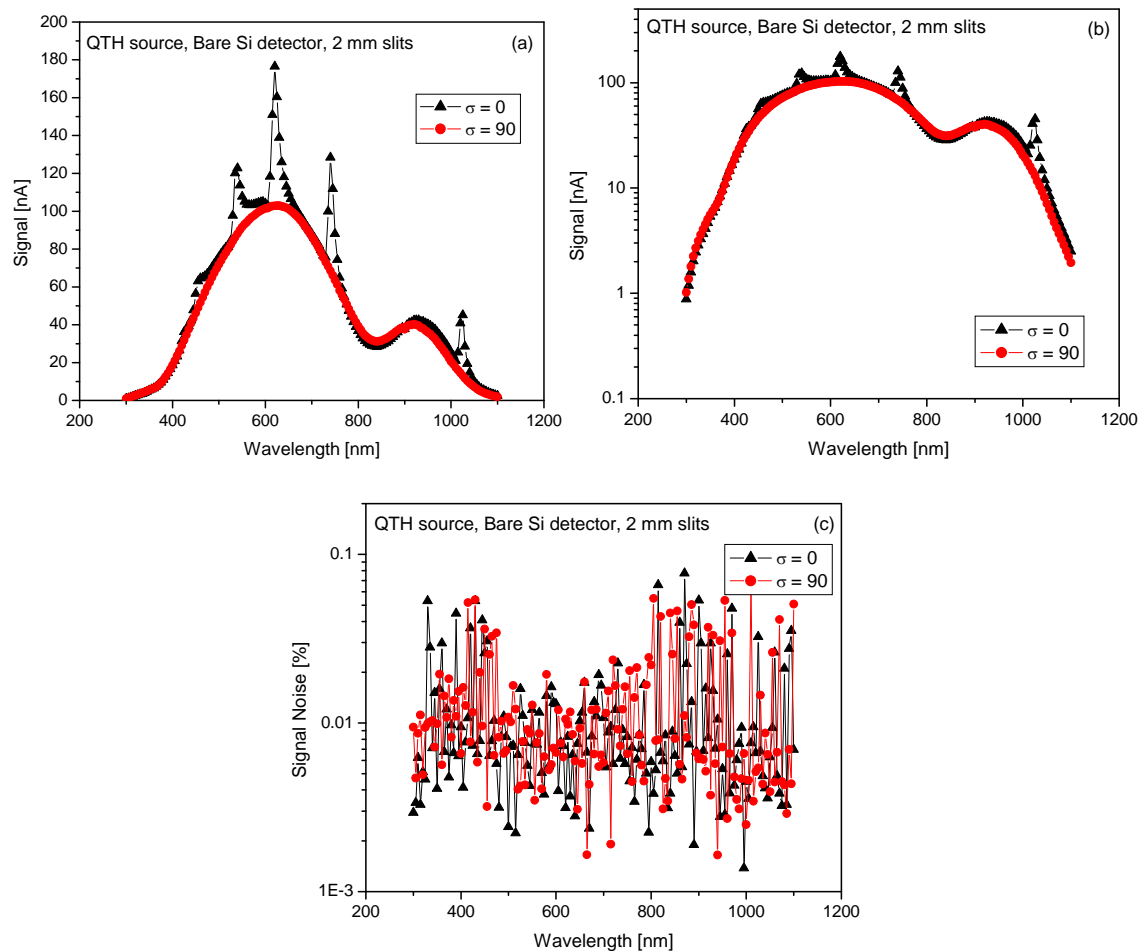 QTH source, Bare Si detector, 2 mm slits
(a)
σ = 0
σ = 90
200
180
160
140
120
100
80
60
40
20
0
Signal [nA]
200
400
600
800
1000
1200
Wavelength [nm]
QTH source, Bare Si detector, 2 mm slits
(b)
100
10
1
0.1
Signal [nA]
σ = 0
σ = 90
200
400
600
800
1000
1200
Wavelength [nm]
QTH source, Bare Si detector, 2 mm slits
(c)
σ = 0
σ = 90
0.1
0.01
1E-3
Signal Noise [%]
200
400
600
800
1000
1200
Wavelength [nm]